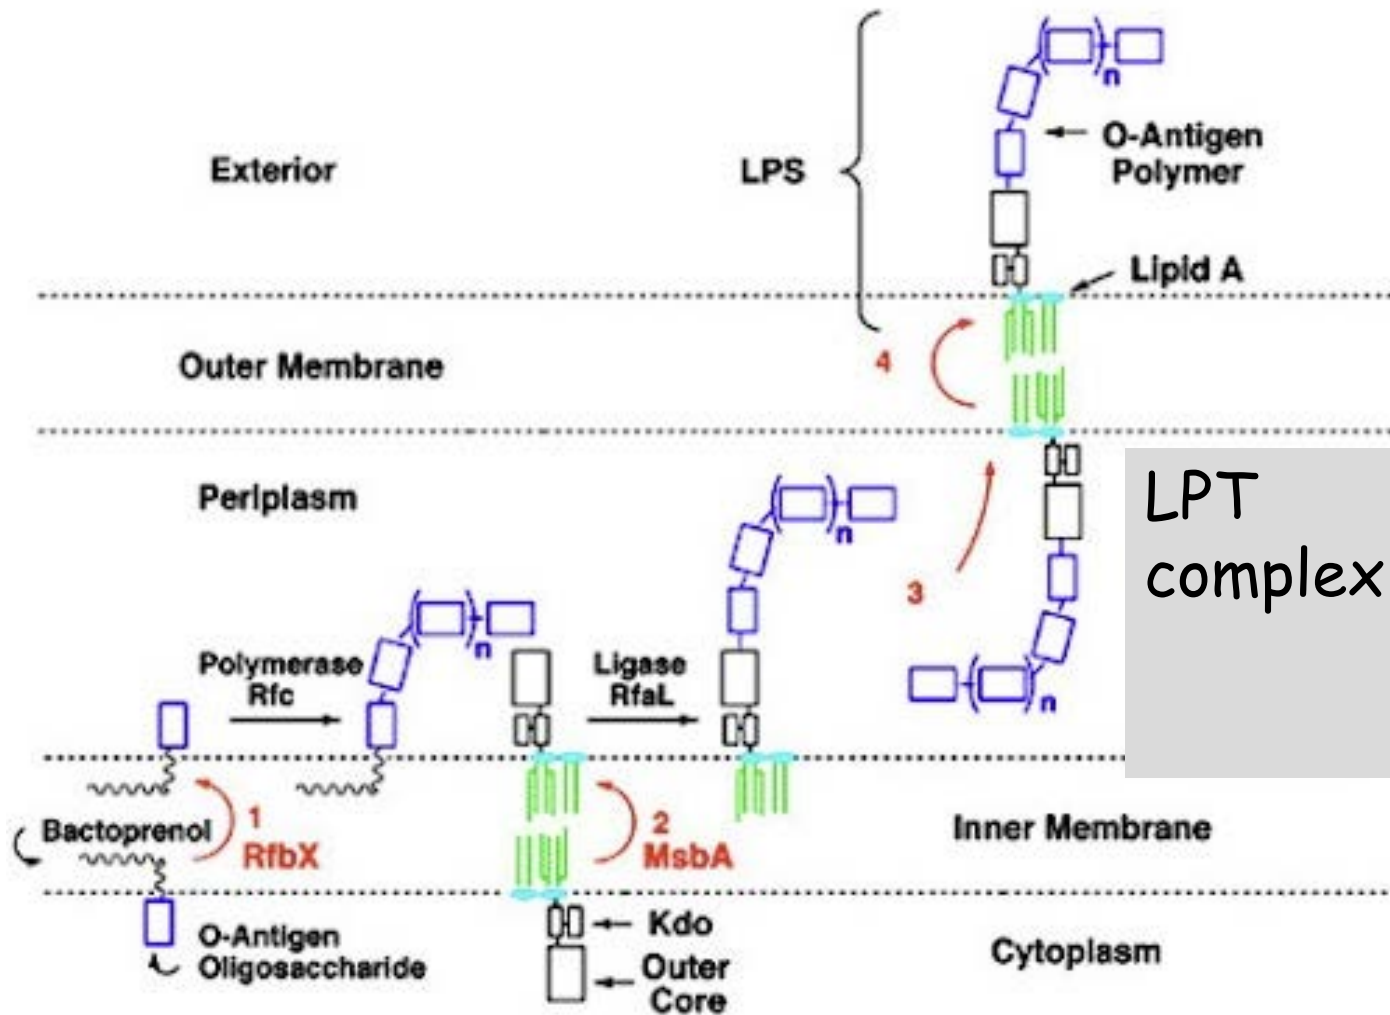 n
O-Antigen
Polymer
Exterior
LPS
Lipid A
Outer Membrane
4
Periplasm
n
LPT
complex
3
n
Polymerase
Rfc
Ligase
RfaL
n
Bactoprenol
1
RfbX
2
MsbA
Inner Membrane
O-Antigen
Oligosaccharide
Kdo
Outer
Core
Cytoplasm